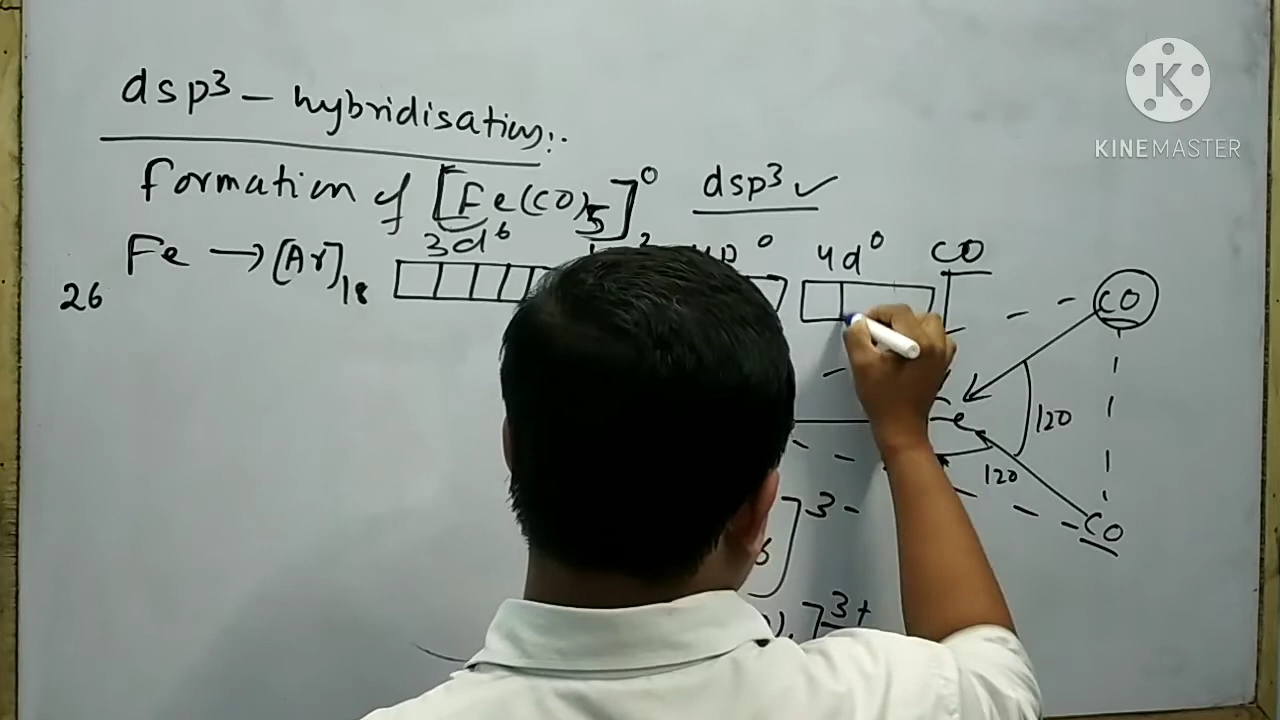 dsp³ – hybridisation:.
formation of [Fe(CO)5]⁰ dsp³ ✓
Fe → [Ar]18 3d⁶ 4d⁰ CO
26
CO
120
120
CO
3-
3+
K
KINEMASTER